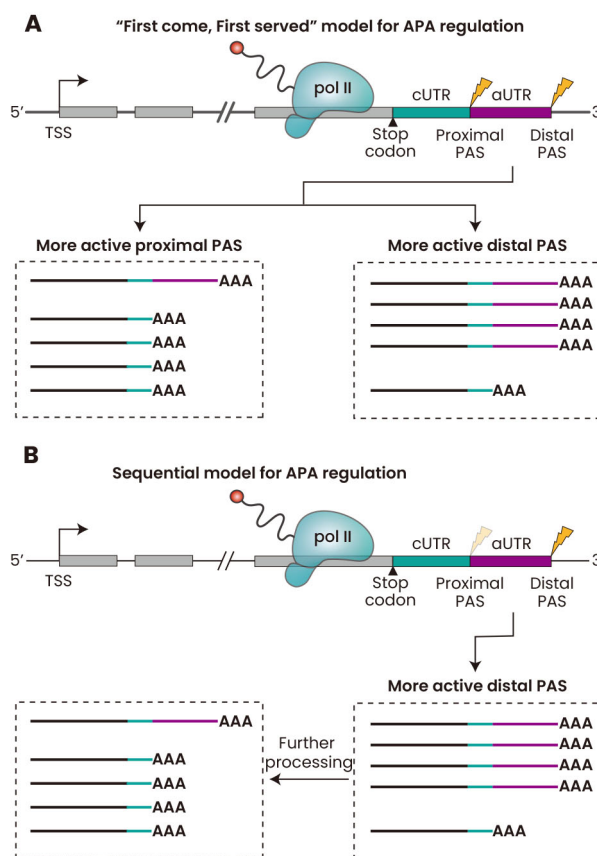 A
“First come, First served” model for APA regulation
pol II
cUTR
αUTR
5′
3
TSS
Stop
codon
Proximal
PAS
Distal
PAS
More active proximal PAS
More active distal PAS
AAA
AAA
AAA
AAA
AAA
AAA
AAA
AAA
AAA
AAA
B
Sequential model for APA regulation
pol II
cUTR
αUTR
5′
3
TSS
Stop
codon
Proximal
PAS
Distal
PAS
More active distal PAS
AAA
AAA
AAA
AAA
AAA
Further
processing
AAA
AAA
AAA
AAA
AAA